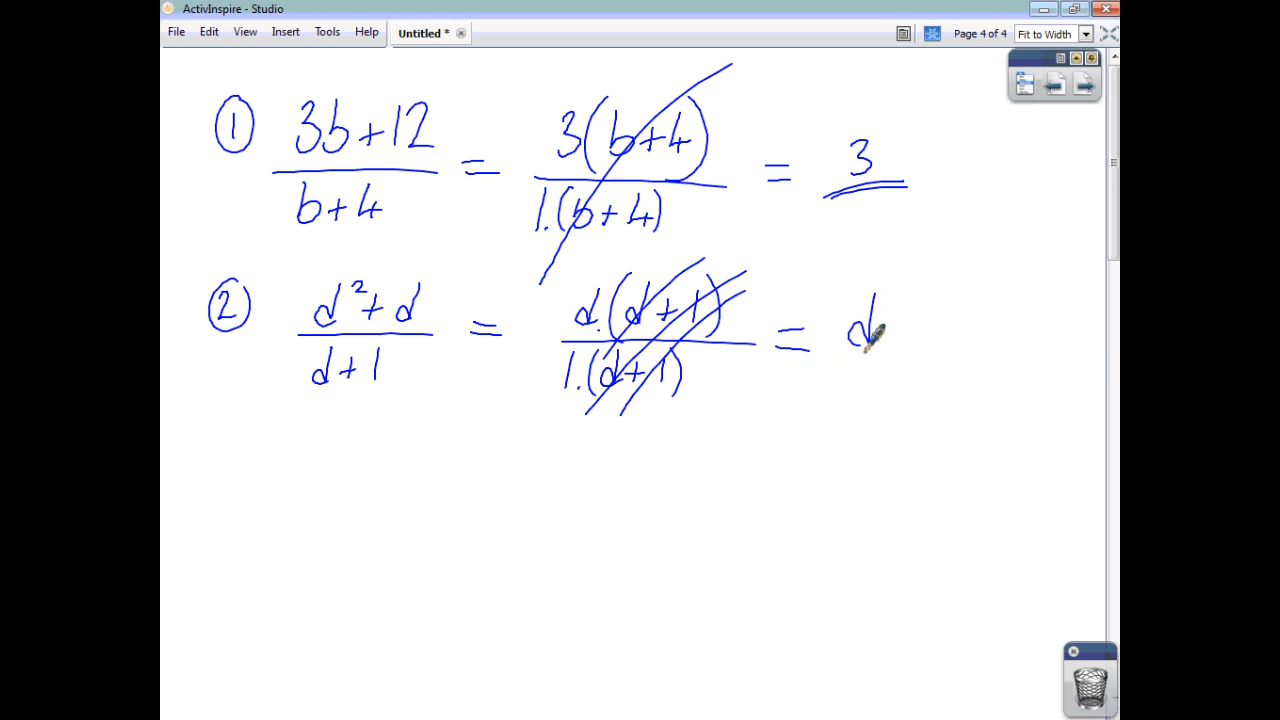 ActivInspire - Studio
File Edit View Insert Tools Help Untitled * Page 4 of 4 Fit to Width
① (3b+12)/(b+4) = 3(b+4)/1.(b+4) = 3
② (d²+d)/(d+1) = d.(d+1)/1.(d+1) = d